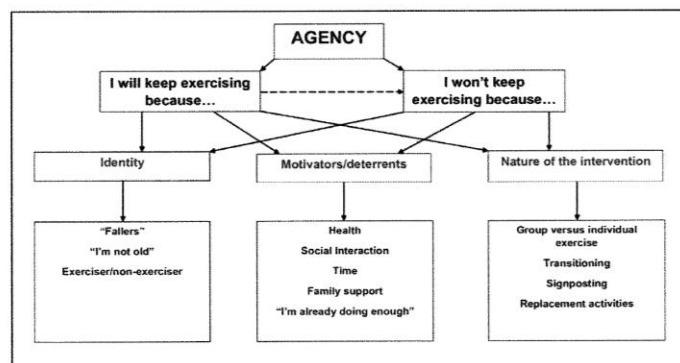 AGENCY
I will keep exercising
because…
I won't keep
exercising because…
Identity
Motivators/deterrents
Nature of the intervention
"Fallers"
"I'm not old"
Exerciser/non-exerciser
Health
Social Interaction
Time
Family support
"I'm already doing enough"
Group versus individual
exercise
Transitioning
Signposting
Replacement activities